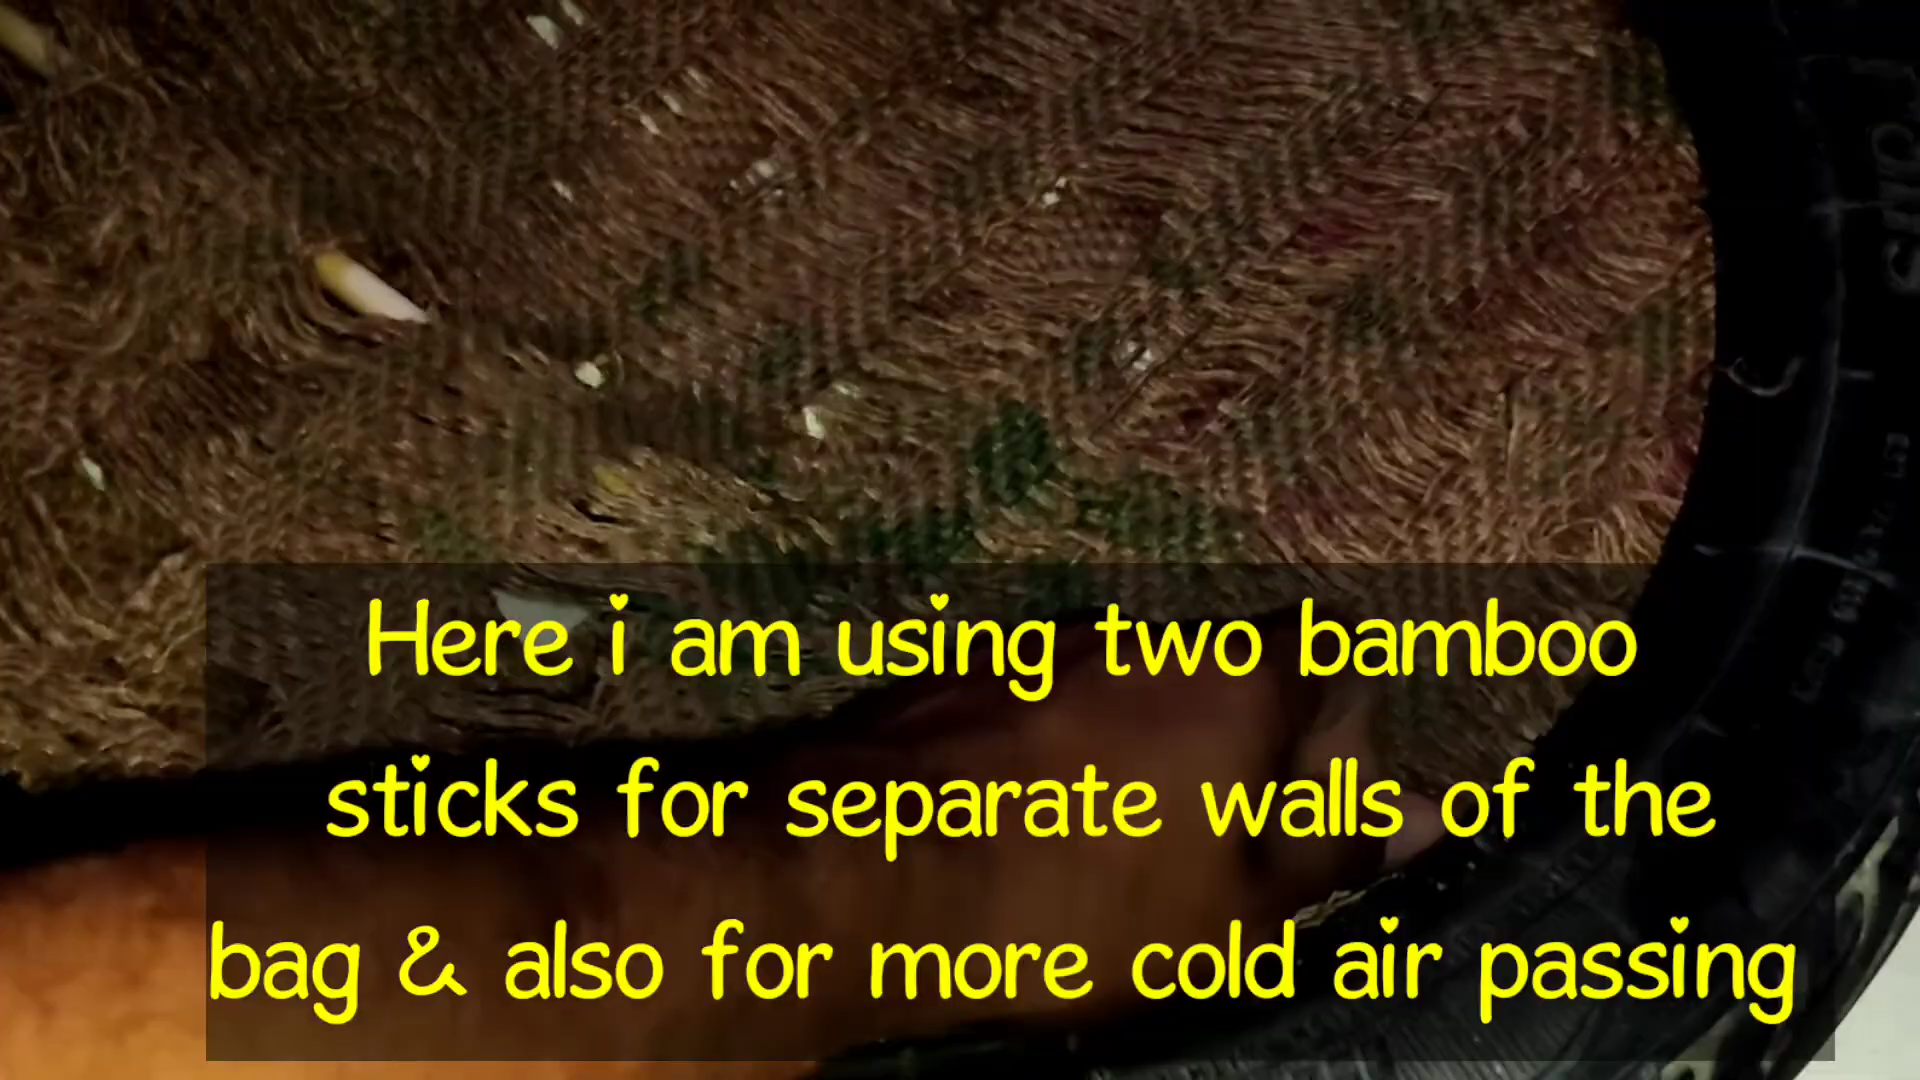 Here i am using two bamboo
sticks for separate walls of the
bag & also for more cold air passing